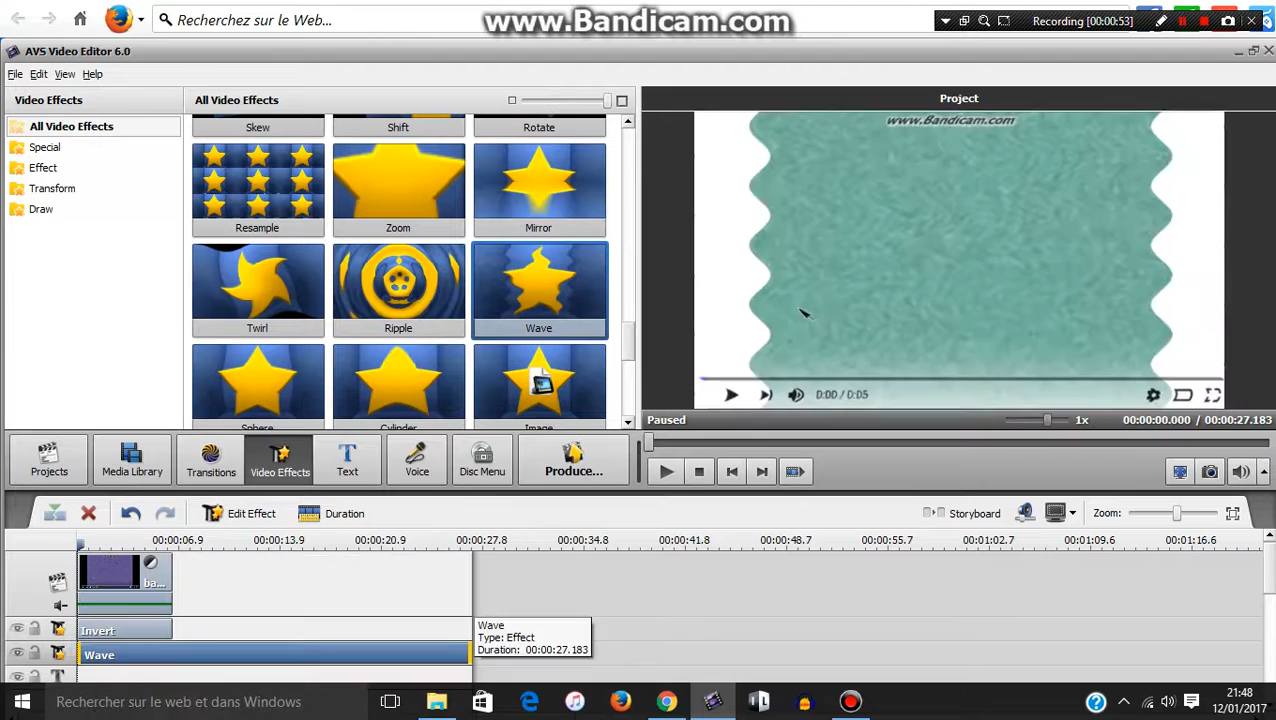 Recherchez sur le Web...
www.Bandicam.com
Recording [00:00:53]
AVS Video Editor 6.0
File Edit View Help
Video Effects
All Video Effects
Project
All Video Effects
Special
Effect
Transform
Draw
Skew
Shift
Rotate
Resample
Zoom
Mirror
Twirl
Ripple
Wave
Sphere
Cylinder
Image
www.Bandicam.com
0:00 / 0:05
Paused
1x
00:00:00.000 / 00:00:27.183
Projects
Media Library
Transitions
Video Effects
Text
Voice
Disc Menu
Produce...
Edit Effect
Duration
Storyboard
Zoom:
00:00:06.9 00:00:13.9 00:00:20.9 00:00:27.8 00:00:34.8 00:00:41.8 00:00:48.7 00:00:55.7 00:01:02.7 00:01:09.6 00:01:16.6
ba...
Invert
Wave
Wave
Type: Effect
Duration: 00:00:27.183
T
Rechercher sur le web et dans Windows
21:48
12/01/2017